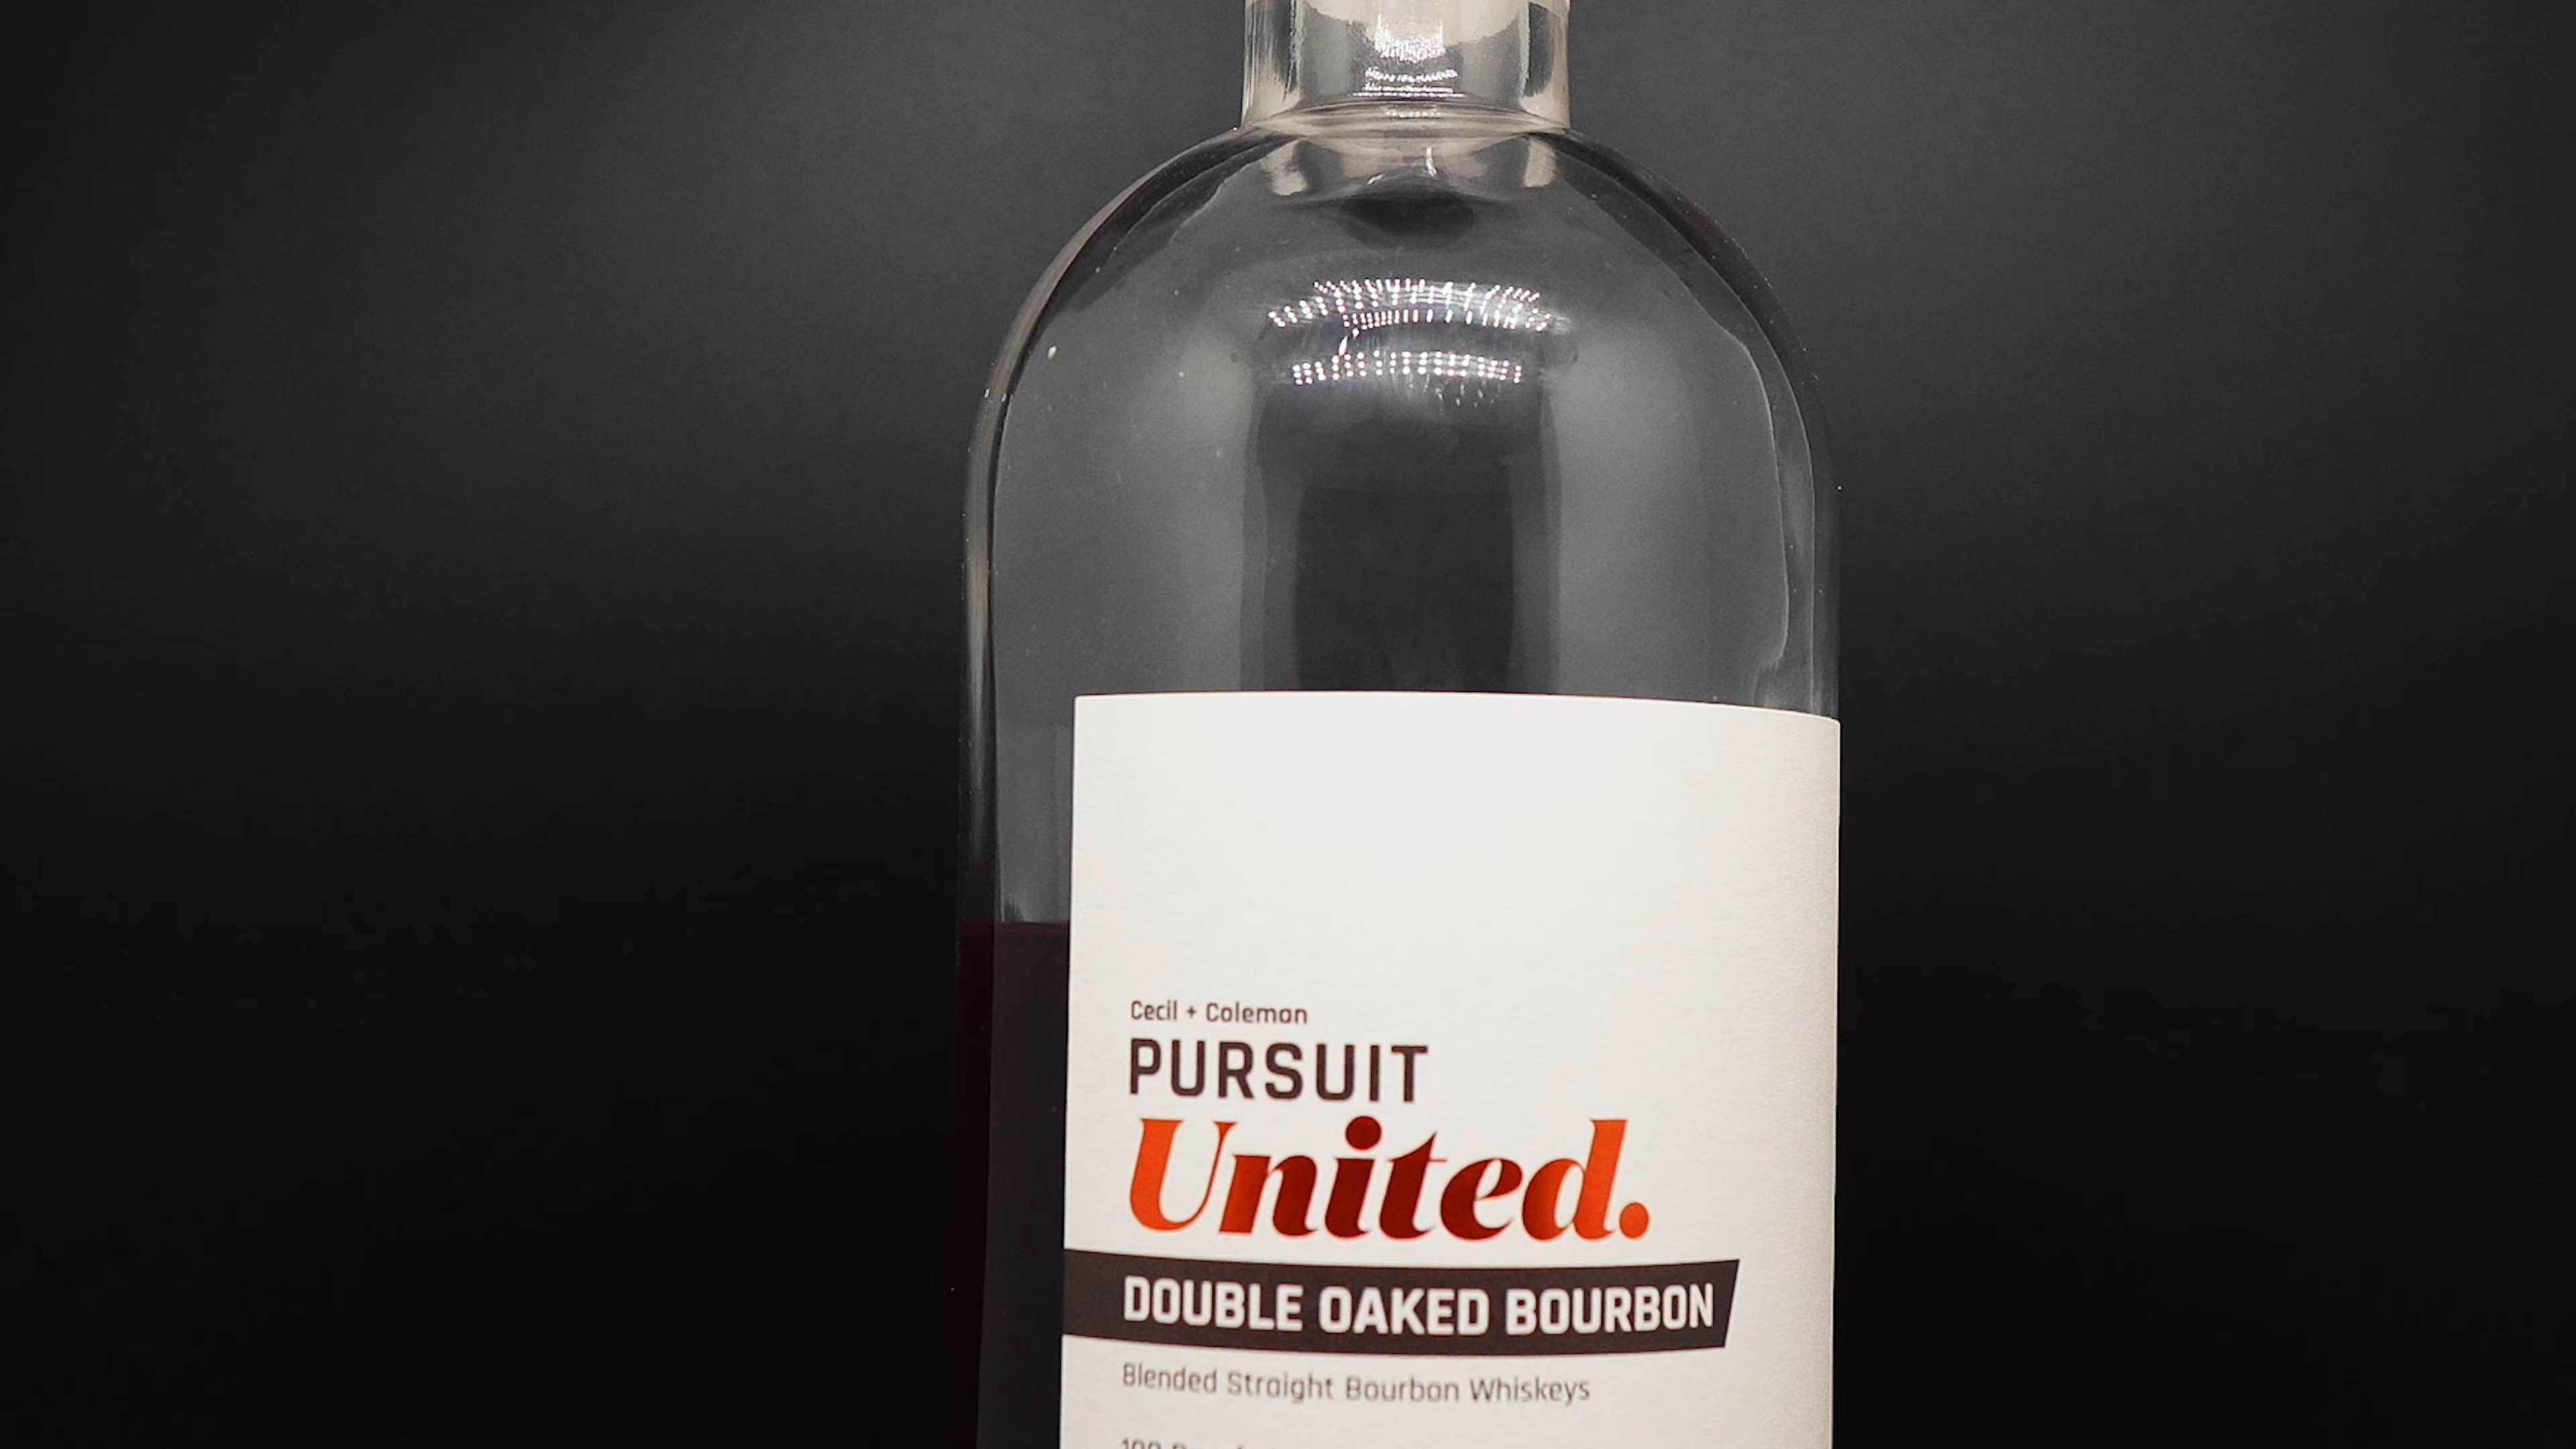 Cecil + Coleman
PURSUIT
United.
DOUBLE OAKED BOURBON
Blended Straight Bourbon Whiskeys